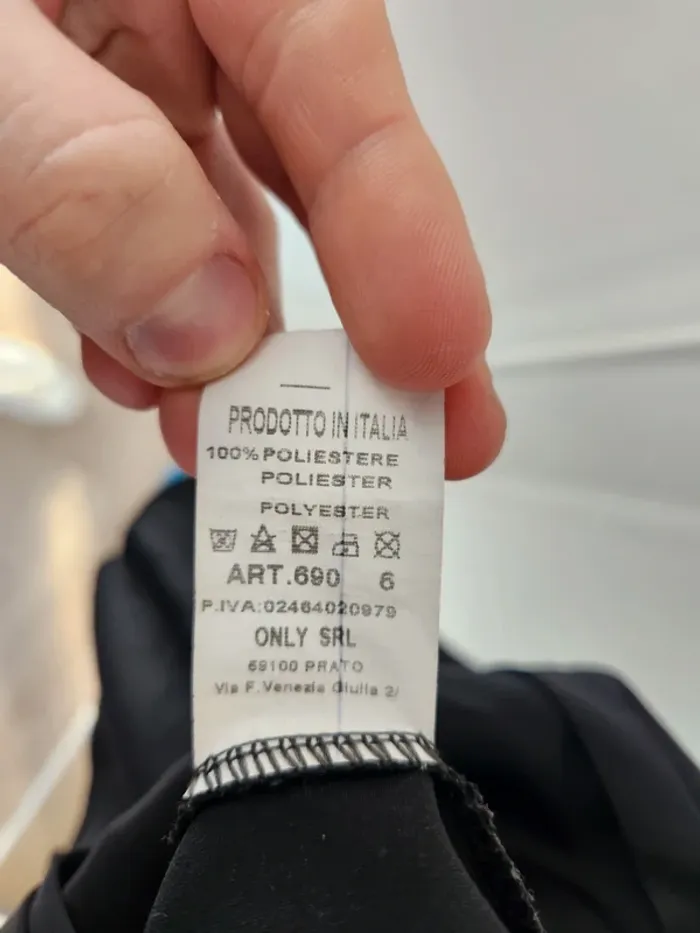 PRODOTTO IN ITALIA
100% POLIESTERE
POLIESTER
POLYESTER
ART.690 6
P.IVA:02464020979
ONLY SRL
59100 PRATO
Via F.Venezia Giulia 2/